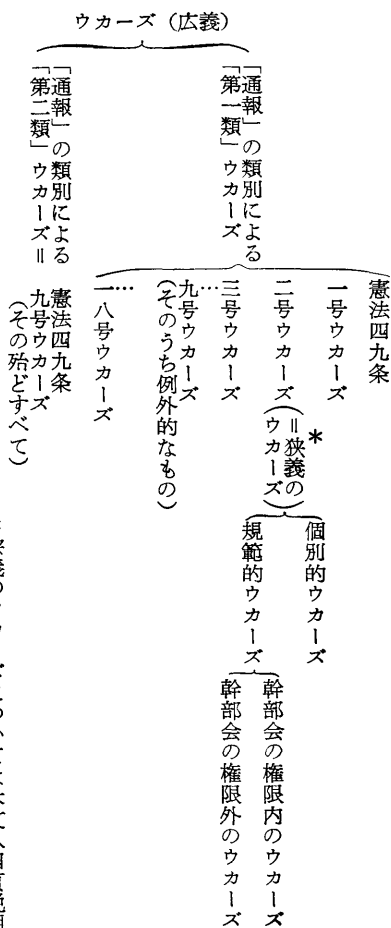 ウカーズ（広義）
「通報」の類別による
「第一類」ウカーズ
憲法四九条
一号ウカーズ
二号ウカーズ
（＝狭義の
ウカーズ）
＊
個別的ウカーズ
規範的ウカーズ
幹部会の権限内のウカーズ
幹部会の権限外のウカーズ
三号ウカーズ
…
九号ウカーズ
（そのうち例外的なもの）
…
一八号ウカーズ
「通報」の類別による
「第二類」ウカーズ＝
憲法四九条
九号ウカーズ
（その殆どすべて）